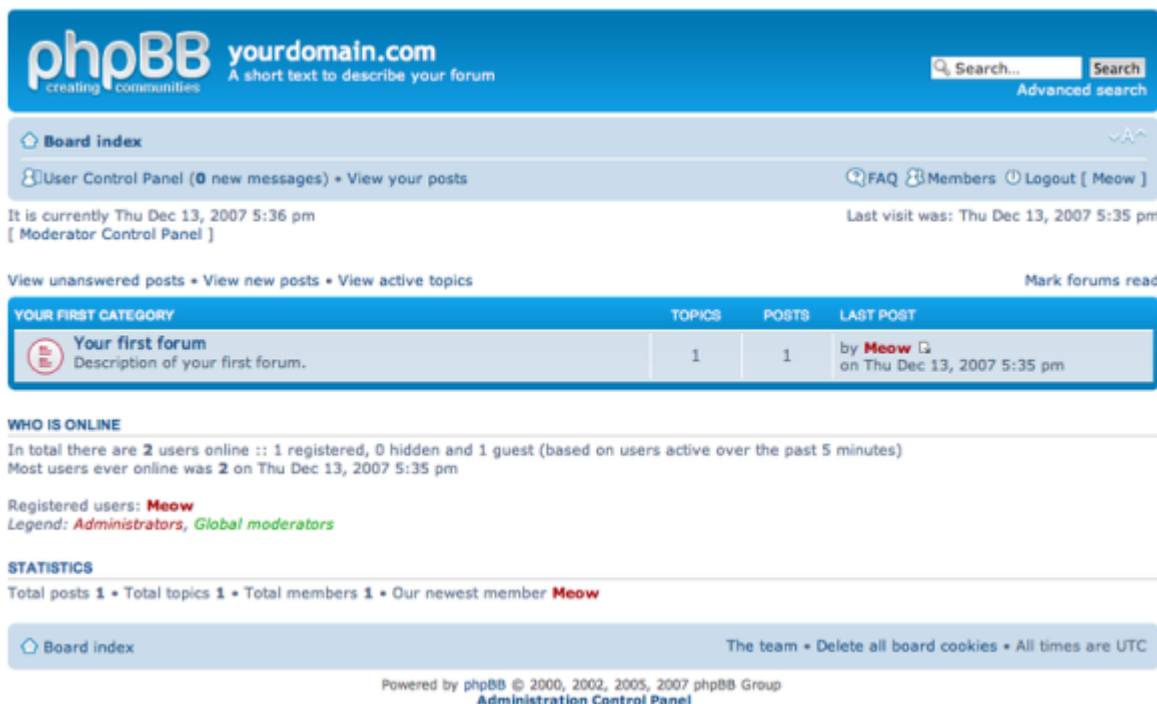 phpBB
creating communities
yourdomain.com
A short text to describe your forum
Search... Search
Advanced search
Board index
A
User Control Panel (0 new messages) • View your posts
FAQ Members Logout [ Meow ]
It is currently Thu Dec 13, 2007 5:36 pm
Last visit was: Thu Dec 13, 2007 5:35 pm
[ Moderator Control Panel ]
View unanswered posts • View new posts • View active topics
Mark forums read
YOUR FIRST CATEGORY TOPICS POSTS LAST POST
Your first forum
Description of your first forum.
1 1
by Meow
on Thu Dec 13, 2007 5:35 pm
WHO IS ONLINE
In total there are 2 users online :: 1 registered, 0 hidden and 1 guest (based on users active over the past 5 minutes)
Most users ever online was 2 on Thu Dec 13, 2007 5:35 pm
Registered users: Meow
Legend: Administrators, Global moderators
STATISTICS
Total posts 1 • Total topics 1 • Total members 1 • Our newest member Meow
Board index
The team • Delete all board cookies • All times are UTC
Powered by phpBB © 2000, 2002, 2005, 2007 phpBB Group
Administration Control Panel